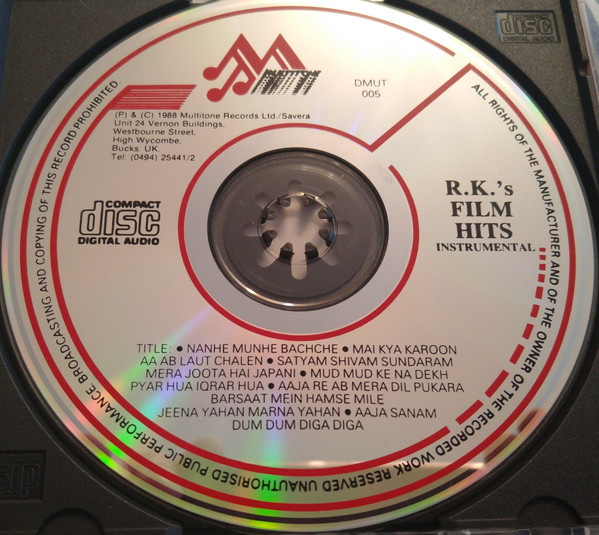 COMPACT
disc
DIGITAL AUDIO
MULTITONE
DMUT
005
(P) & (C) 1988 Multitone Records Ltd./Savera
Unit 24 Vernon Buildings,
Westbourne Street,
High Wycombe,
Bucks. UK.
Tel: (0494) 25441/2
COMPACT
disc
DIGITAL AUDIO
R.K.'s
FILM
HITS
INSTRUMENTAL
TITLE: • NANHE MUNHE BACHCHE • MAI KYA KAROON
AA AB LAUT CHALEN • SATYAM SHIVAM SUNDARAM
MERA JOOTA HAI JAPANI • MUD MUD KE NA DEKH
PYAR HUA IQRAR HUA • AAJA RE AB MERA DIL PUKARA
BARSAAT MEIN HAMSE MILE
JEENA YAHAN MARNA YAHAN • AAJA SANAM
DUM DUM DIGA DIGA
ALL RIGHTS OF THE MANUFACTURER AND OF THE OWNER OF THE RECORDED WORK RESERVED UNAUTHORISED PUBLIC PERFORMANCE BROADCASTING AND COPYING OF THIS RECORD PROHIBITED.
disc